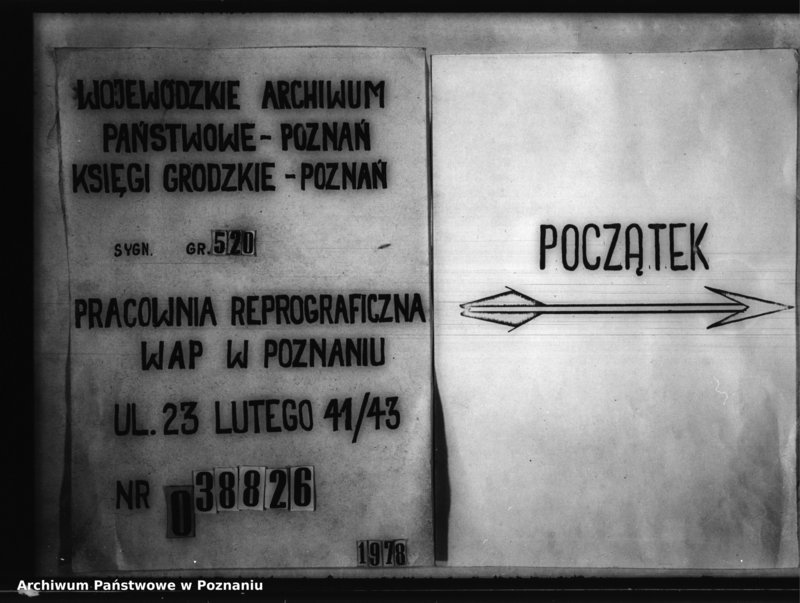 WOJEWÓDZKIE ARCHIWUM
PAŃSTWOWE - POZNAŃ
KSIĘGI GRODZKIE - POZNAŃ
SYGN. GR. 520
PRACOWNIA REPROGRAFICZNA
WAP W POZNANIU
UL. 23 LUTEGO 41/43
NR 038826
1978
POCZĄTEK
Archiwum Państwowe w Poznaniu